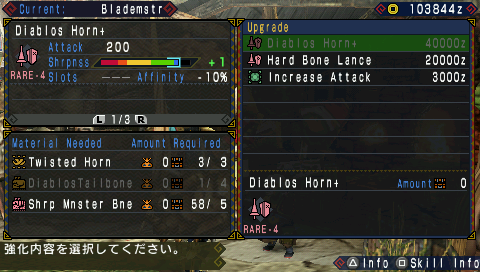 Current: Blademstr
103844z
Diablos Horn+
Attack 200
Shrpnss +1
RARE-4
Slots ――― Affinity -10%
L 1/3 R
Upgrade
Diablos Horn+ 40000z
Hard Bone Lance 20000z
Increase Attack 3000z
Material Needed Amount Required
Twisted Horn 0 3/ 3
DiablosTailbone 0 1/ 4
Shrp Mnster Bne 0 58/ 5
Diablos Horn+ Amount 0
RARE-4
強化内容を選択してください。
Info Skill Info